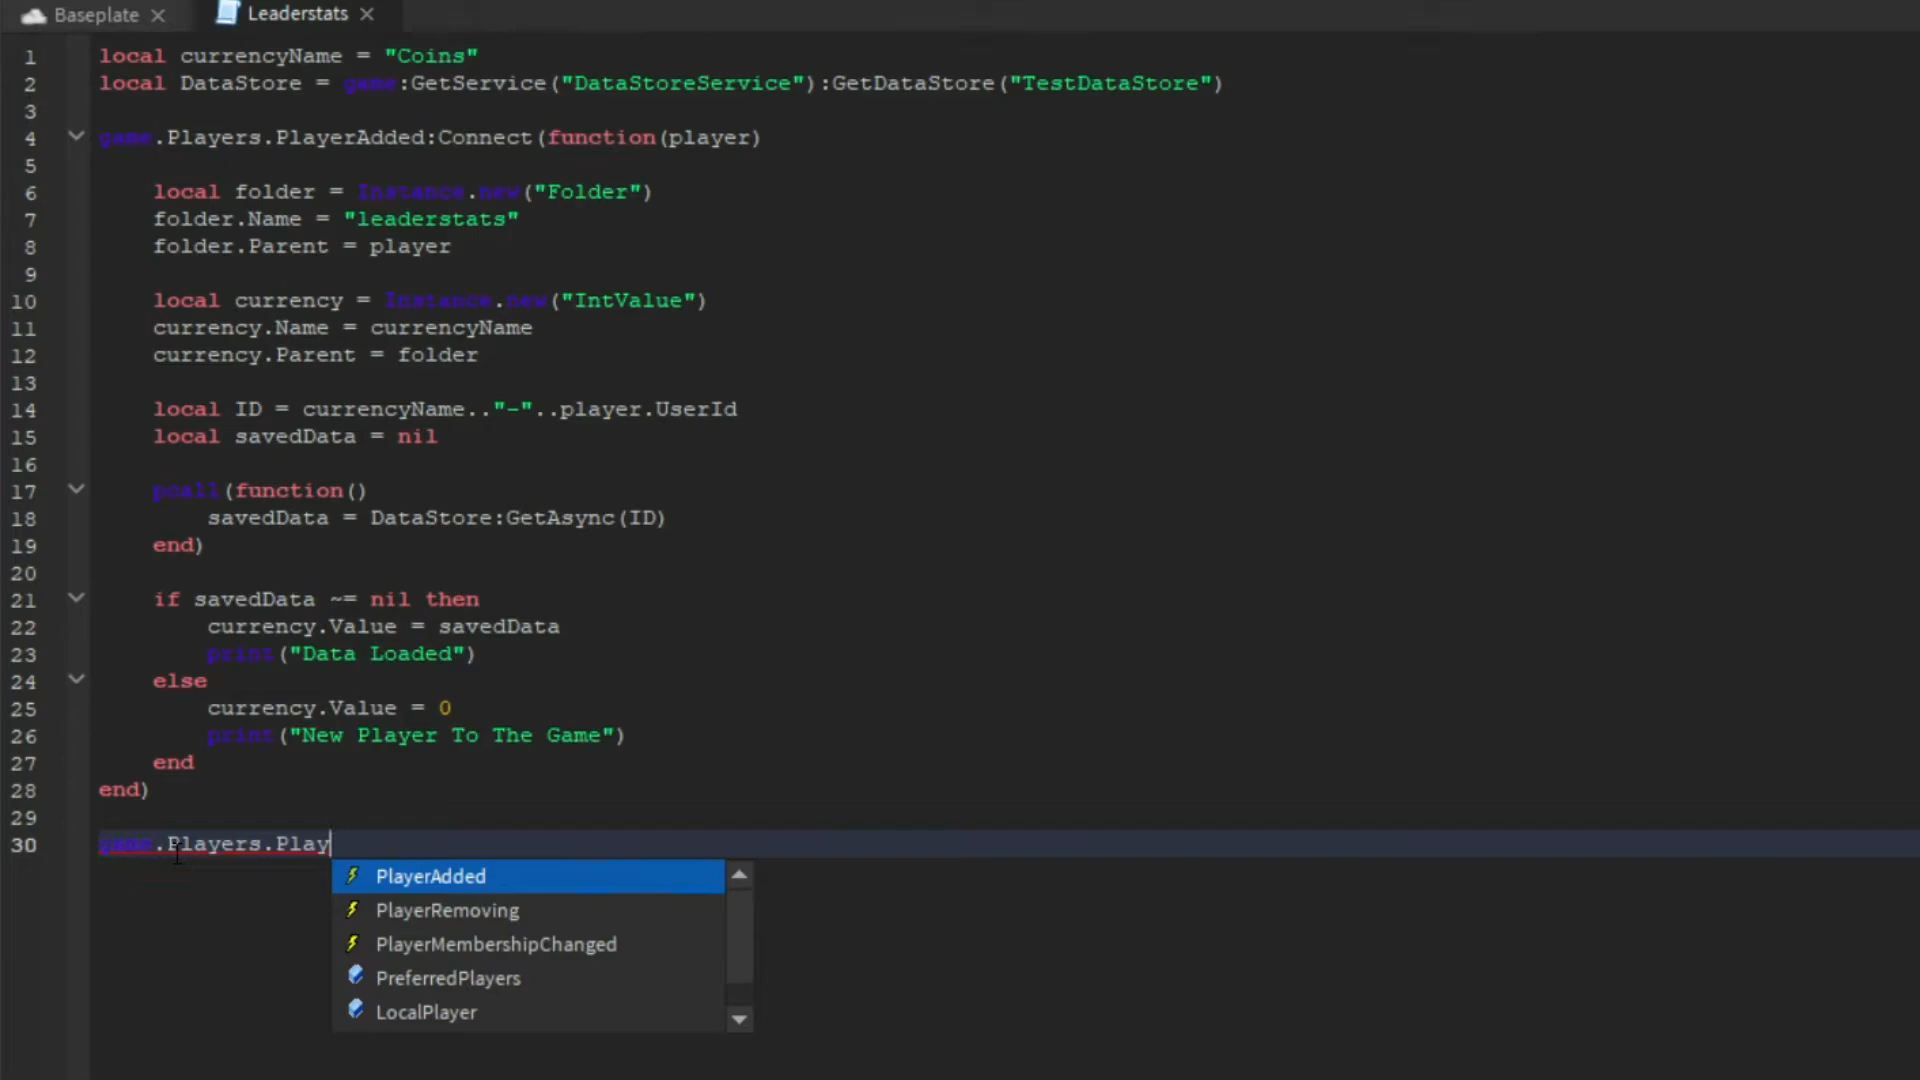 Baseplate
Leaderstats
1 local currencyName = "Coins"
2 local DataStore = game:GetService("DataStoreService"):GetDataStore("TestDataStore")
3
4 game.Players.PlayerAdded:Connect(function(player)
5
6 local folder = Instance.new("Folder")
7 folder.Name = "leaderstats"
8 folder.Parent = player
9
10 local currency = Instance.new("IntValue")
11 currency.Name = currencyName
12 currency.Parent = folder
13
14 local ID = currencyName.."-"..player.UserId
15 local savedData = nil
16
17 pcall(function()
18 savedData = DataStore:GetAsync(ID)
19 end)
20
21 if savedData ~= nil then
22 currency.Value = savedData
23 print("Data Loaded")
24 else
25 currency.Value = 0
26 print("New Player To The Game")
27 end
28 end)
29
30 game.Players.Play
PlayerAdded
PlayerRemoving
PlayerMembershipChanged
PreferredPlayers
LocalPlayer